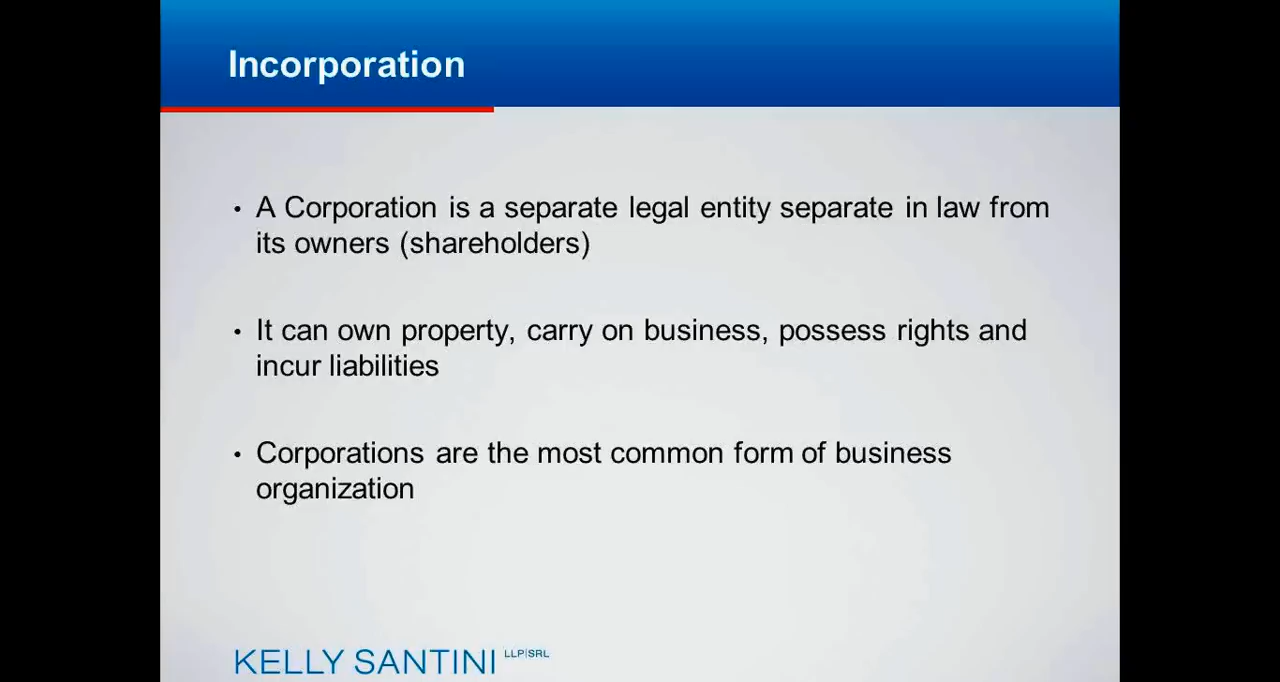 Incorporation
• A Corporation is a separate legal entity separate in law from
its owners (shareholders)
• It can own property, carry on business, possess rights and
incur liabilities
• Corporations are the most common form of business
organization
KELLY SANTINI LLP|SRL